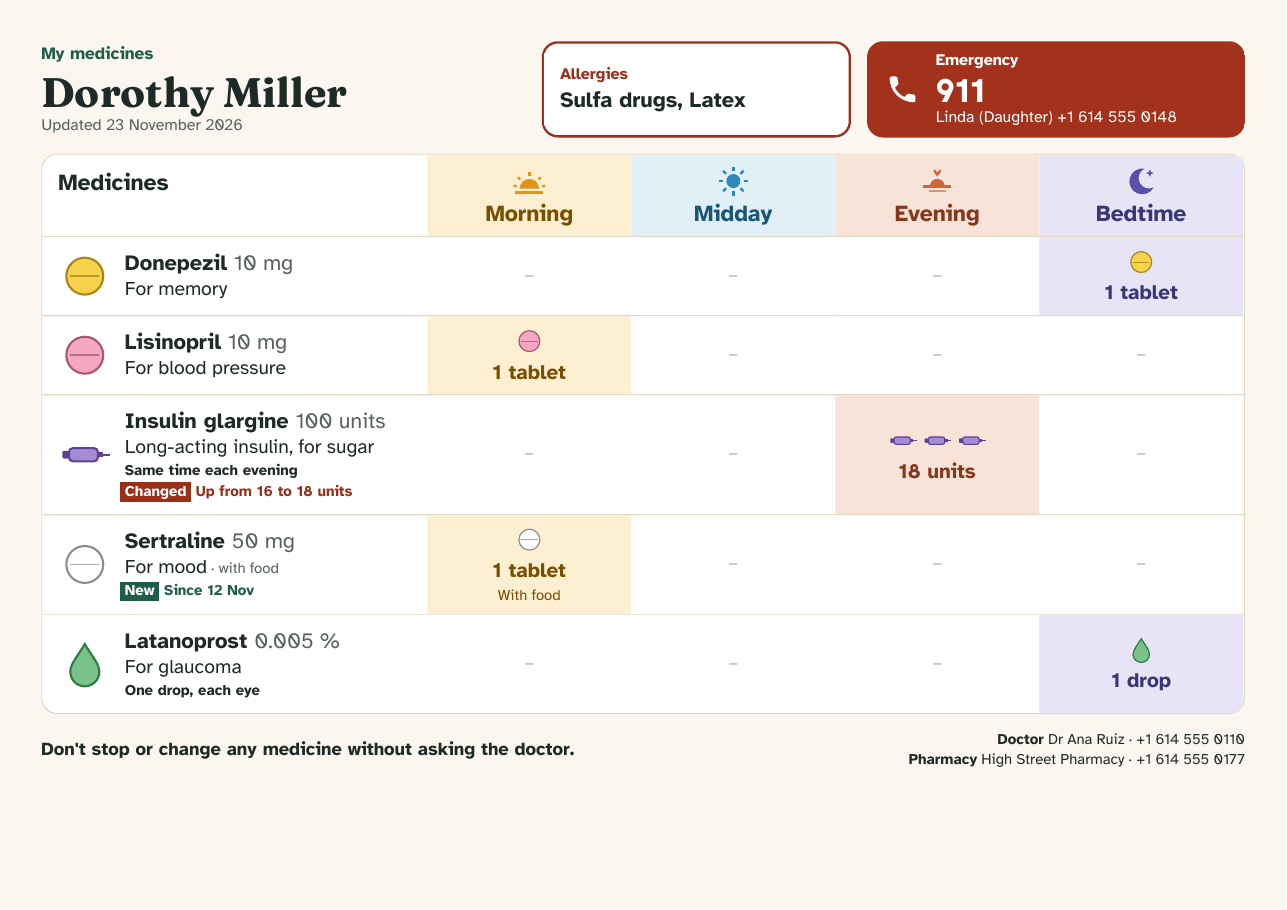 My medicines
Dorothy Miller
Updated 23 November 2026
Allergies
Sulfa drugs, Latex
Emergency
911
Linda (Daughter) +1 614 555 0148
Medicines
Morning
Midday
Evening
Bedtime
Donepezil 10 mg
For memory
–
–
–
1 tablet
Lisinopril 10 mg
For blood pressure
1 tablet
–
–
–
Insulin glargine 100 units
Long-acting insulin, for sugar
Same time each evening
Changed Up from 16 to 18 units
–
–
18 units
–
Sertraline 50 mg
For mood · with food
New Since 12 Nov
1 tablet
With food
–
–
–
Latanoprost 0.005 %
For glaucoma
One drop, each eye
–
–
–
1 drop
Don't stop or change any medicine without asking the doctor.
Doctor Dr Ana Ruiz · +1 614 555 0110
Pharmacy High Street Pharmacy · +1 614 555 0177